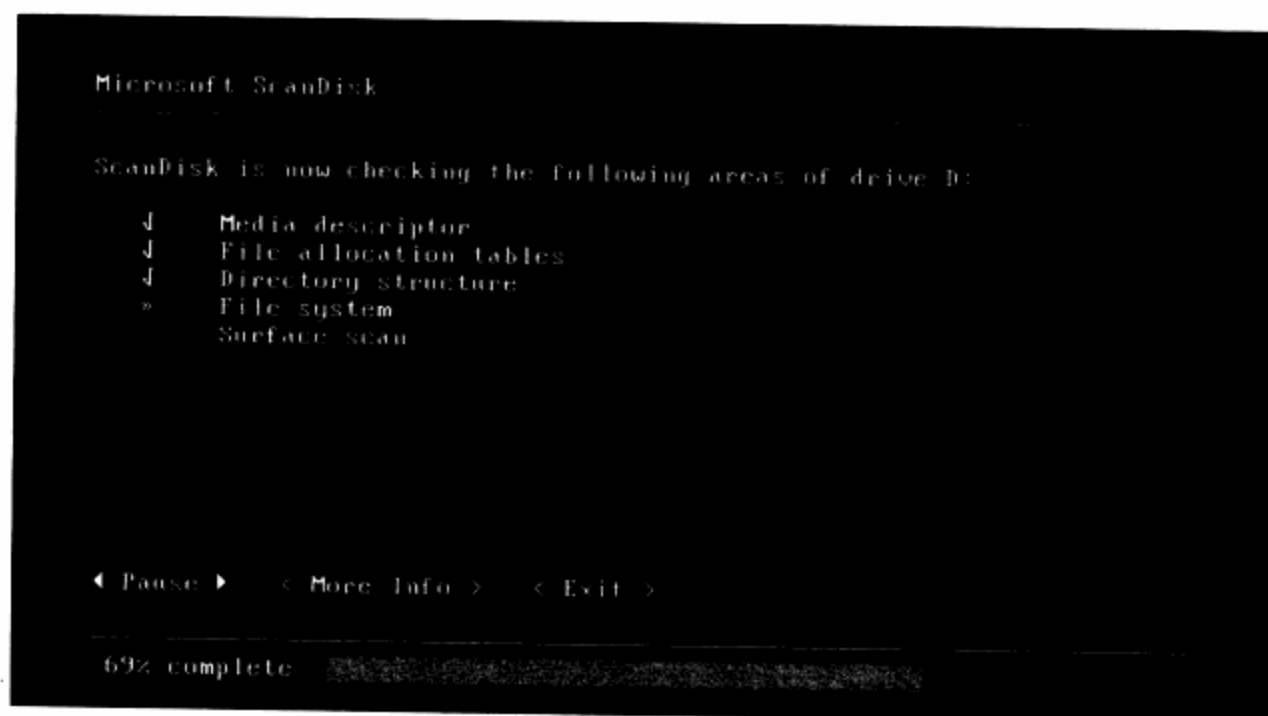 Microsoft ScanDisk
ScanDisk is now checking the following areas of drive D:
√ Media descriptor
√ File allocation tables
√ Directory structure
» File system
Surface scan
◄ Pause ► < More Info > < Exit >
69% complete